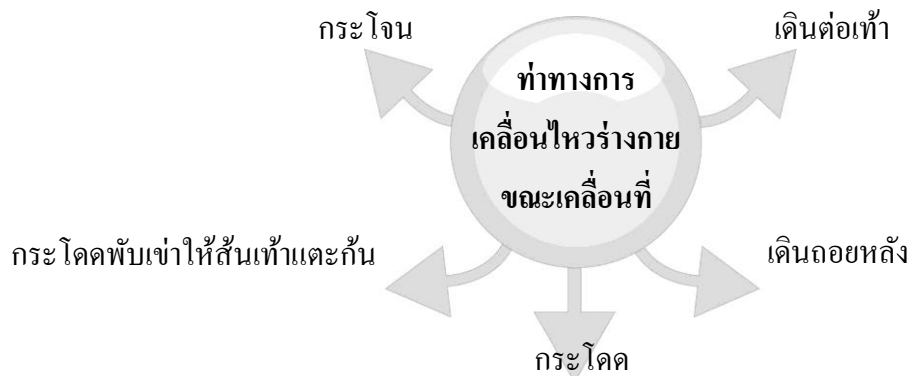 กระโจน
เดินต่อเท้า
ท่าทางการ
เคลื่อนไหวร่างกาย
ขณะเคลื่อนที่
กระโดดพับเข่าให้ส้นเท้าแตะก้น
เดินถอยหลัง
กระโดด